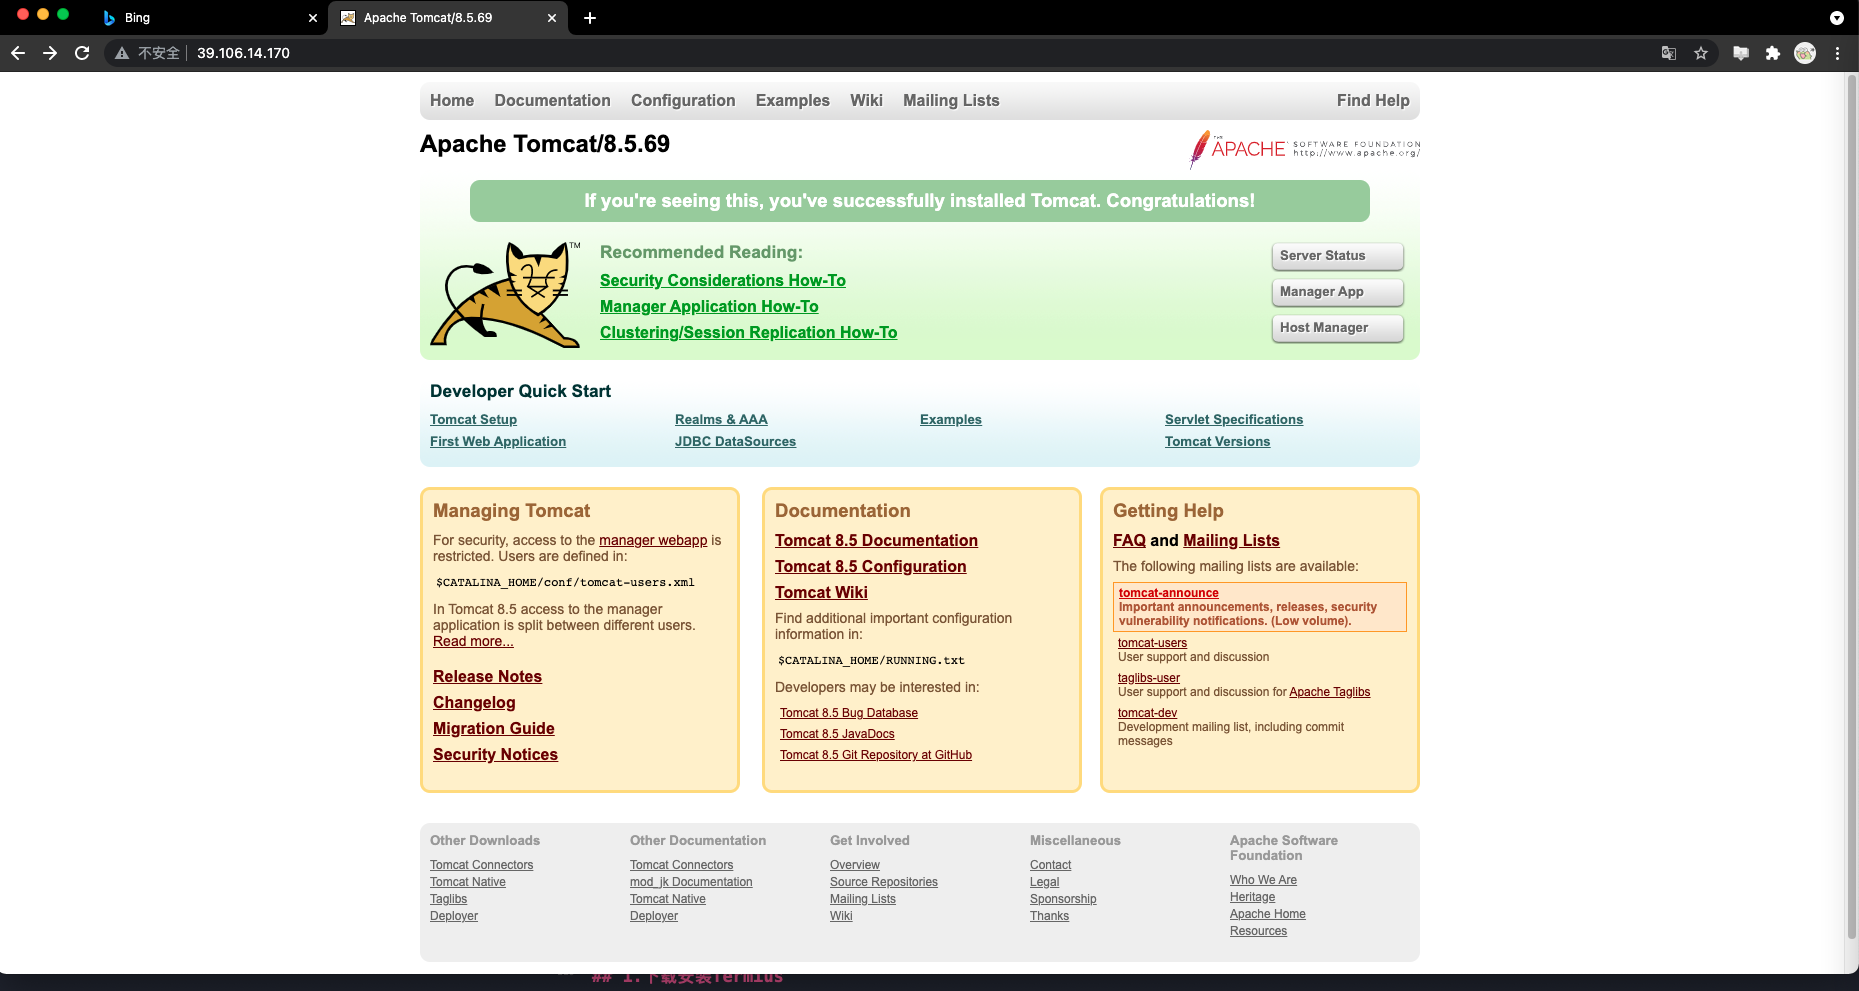 Bing
Apache Tomcat/8.5.69
不安全
39.106.14.170
Home Documentation Configuration Examples Wiki Mailing Lists Find Help
Apache Tomcat/8.5.69
THE APACHE SOFTWARE FOUNDATION
http://www.apache.org/
If you're seeing this, you've successfully installed Tomcat. Congratulations!
TM
Recommended Reading:
Security Considerations How-To
Manager Application How-To
Clustering/Session Replication How-To
Server Status
Manager App
Host Manager
Developer Quick Start
Tomcat Setup
First Web Application
Realms & AAA
JDBC DataSources
Examples
Servlet Specifications
Tomcat Versions
Managing Tomcat
For security, access to the manager webapp is
restricted. Users are defined in:
$CATALINA_HOME/conf/tomcat-users.xml
In Tomcat 8.5 access to the manager
application is split between different users.
Read more...
Release Notes
Changelog
Migration Guide
Security Notices
Documentation
Tomcat 8.5 Documentation
Tomcat 8.5 Configuration
Tomcat Wiki
Find additional important configuration
information in:
$CATALINA_HOME/RUNNING.txt
Developers may be interested in:
Tomcat 8.5 Bug Database
Tomcat 8.5 JavaDocs
Tomcat 8.5 Git Repository at GitHub
Getting Help
FAQ and Mailing Lists
The following mailing lists are available:
tomcat-announce
Important announcements, releases, security
vulnerability notifications. (Low volume).
tomcat-users
User support and discussion
taglibs-user
User support and discussion for Apache Taglibs
tomcat-dev
Development mailing list, including commit
messages
Other Downloads
Tomcat Connectors
Tomcat Native
Taglibs
Deployer
Other Documentation
Tomcat Connectors
mod_jk Documentation
Tomcat Native
Deployer
Get Involved
Overview
Source Repositories
Mailing Lists
Wiki
Miscellaneous
Contact
Legal
Sponsorship
Thanks
Apache Software
Foundation
Who We Are
Heritage
Apache Home
Resources
## 1.下载安装Termius